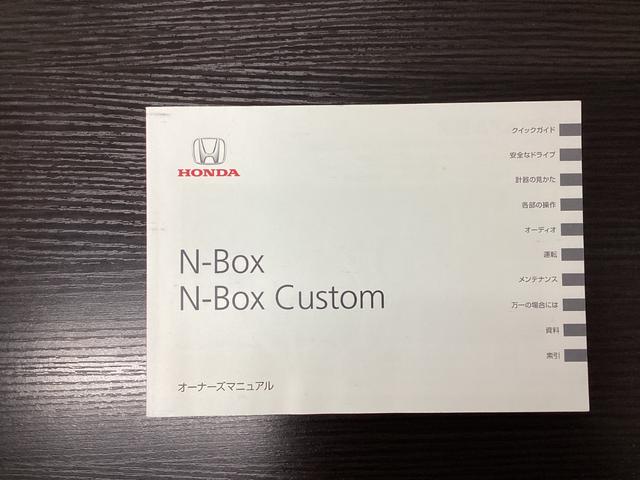 HONDA
N-Box
N-Box Custom
オーナーズマニュアル
クイックガイド
安全なドライブ
計器の見かた
各部の操作
オーディオ
運転
メンテナンス
万一の場合には
資料
索引